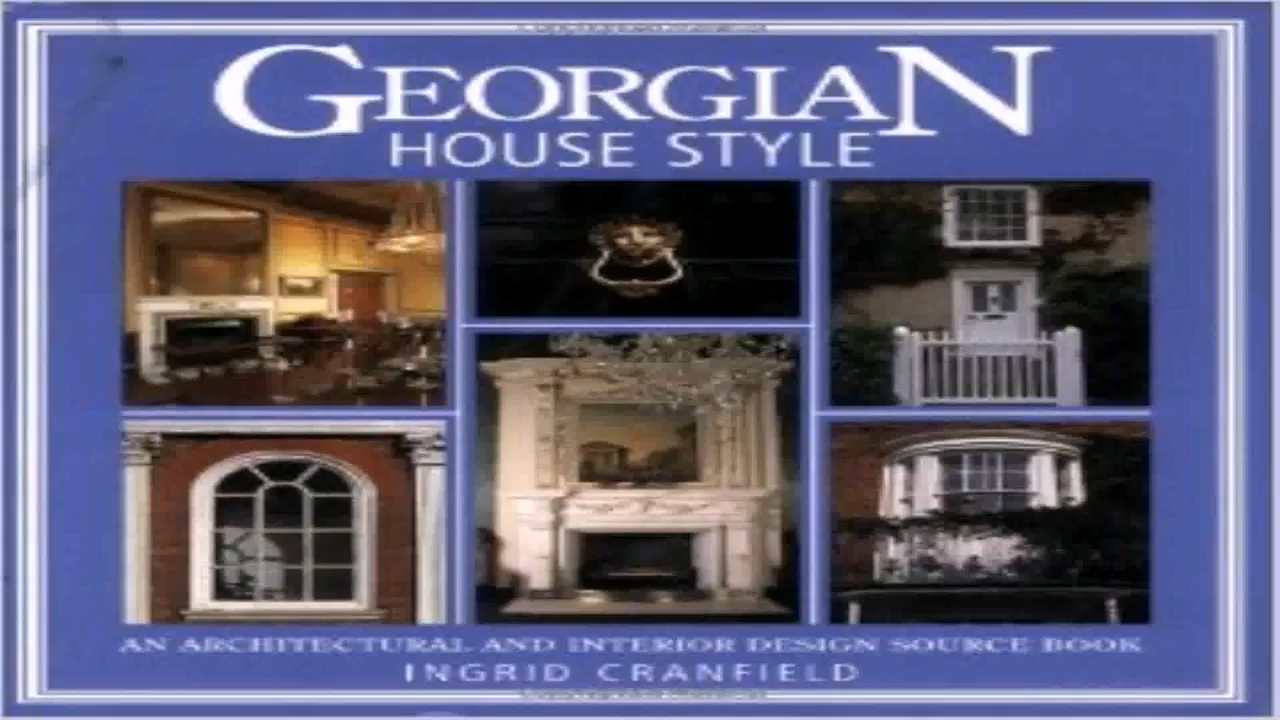 GEORGIAN
HOUSE STYLE
AN ARCHITECTURAL AND INTERIOR DESIGN SOURCE BOOK
INGRID CRANFIELD